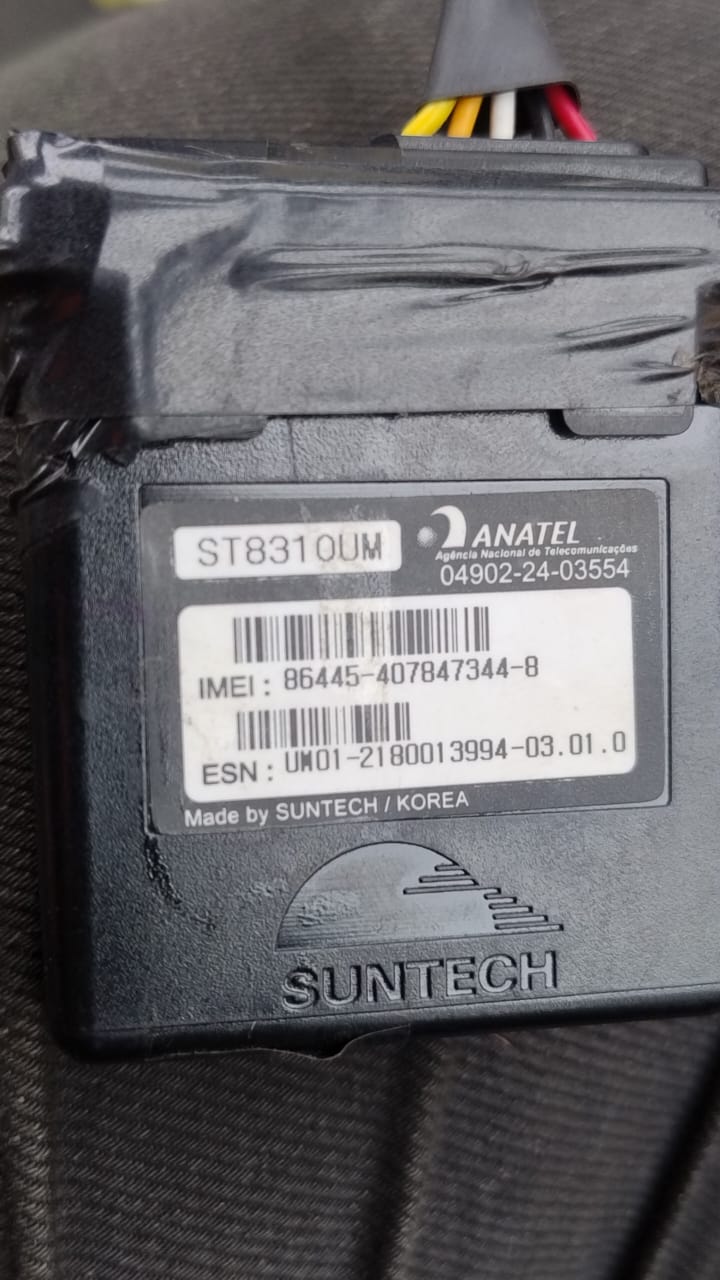 ST8310UM
ANATEL
Agência Nacional de Telecomunicações
04902-24-03554
IMEI : 86445-407847344-8
ESN : UM01-2180013994-03.01.0
Made by SUNTECH / KOREA
SUNTECH